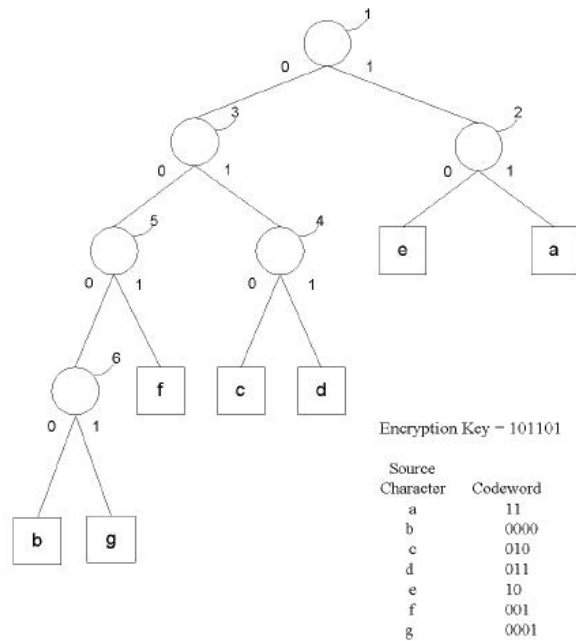 1
0 1
3
2
0 1
0 1
5
4
e
a
0 1
0 1
6
f
c
d
0 1
b
g
Encryption Key = 101101
Source
Character Codeword
a 11
b 0000
c 010
d 011
e 10
f 001
g 0001